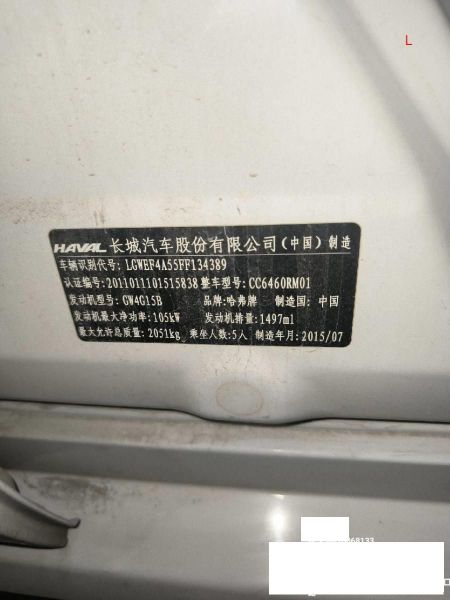 L
HAVAL 长城汽车股份有限公司(中国)制造
车辆识别代号: LGWEF4A55FF134389
认证编号: 2011011101515838 整车型号: CC6460RM01
发动机型号: GW4G15B 品牌: 哈弗牌 制造国: 中国
发动机最大净功率: 105kW 发动机排量: 1497ml
最大允许总质量: 2051kg 乘坐人数: 5人 制造年月: 2015/07
68133